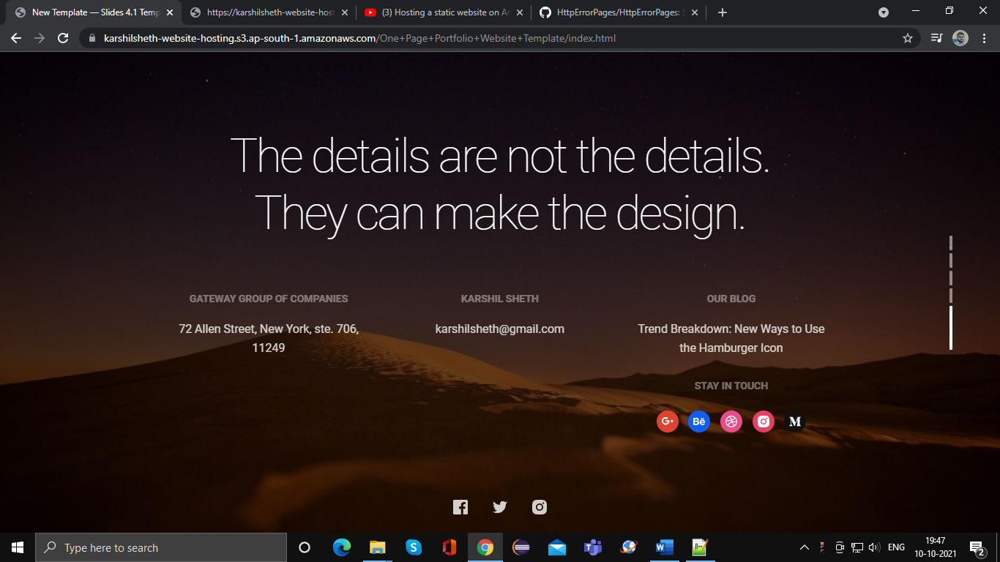 New Template — Slides 4.1 Temp
https://karshilsheth-website-host
(3) Hosting a static website on Am
HttpErrorPages/HttpErrorPages: S
karshilsheth-website-hosting.s3.ap-south-1.amazonaws.com/One+Page+Portfolio+Website+Template/index.html
The details are not the details.
They can make the design.
GATEWAY GROUP OF COMPANIES
KARSHIL SHETH
OUR BLOG
72 Allen Street, New York, ste. 706,
11249
karshilsheth@gmail.com
Trend Breakdown: New Ways to Use
the Hamburger Icon
STAY IN TOUCH
G+
Bē
M
Type here to search
ENG
19:47
10-10-2021
2